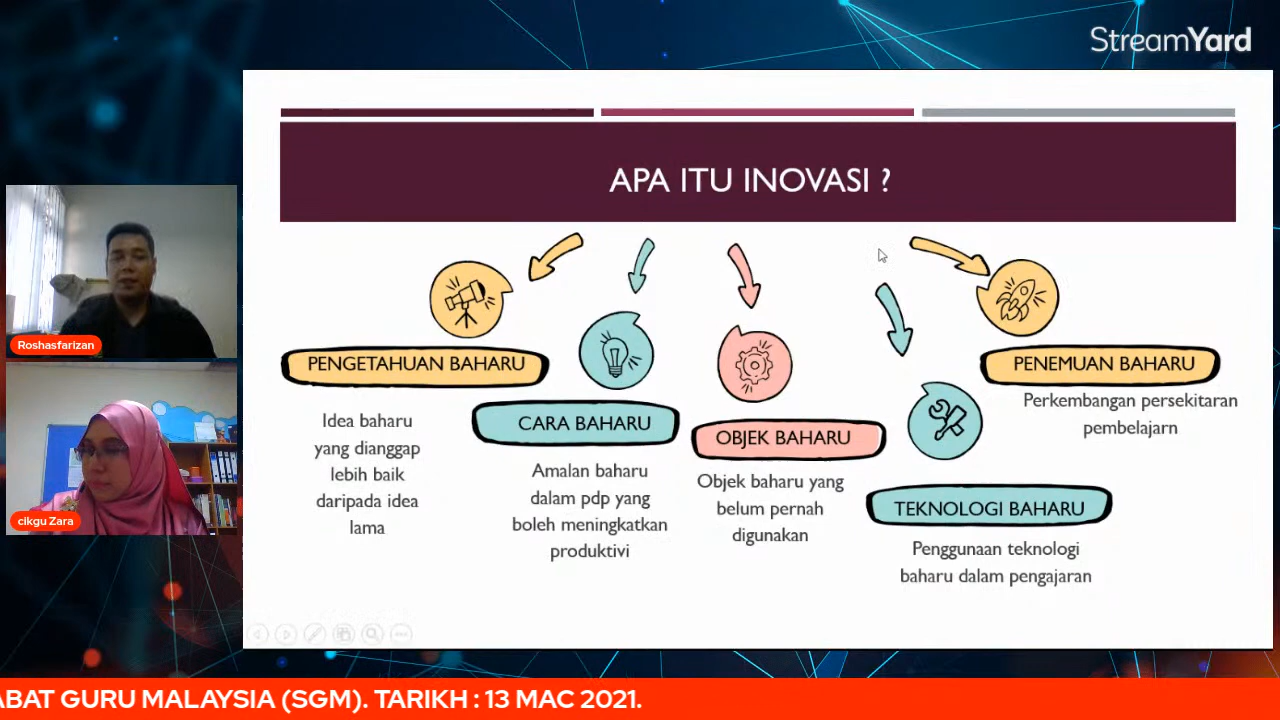 StreamYard
APA ITU INOVASI ?
PENGETAHUAN BAHARU
Idea baharu
yang dianggap
lebih baik
daripada idea
lama
CARA BAHARU
Amalan baharu
dalam pdp yang
boleh meningkatkan
produktivi
OBJEK BAHARU
Objek baharu yang
belum pernah
digunakan
TEKNOLOGI BAHARU
Penggunaan teknologi
baharu dalam pengajaran
PENEMUAN BAHARU
Perkembangan persekitaran
pembelajarn
Roshasfarizan
cikgu Zara
ABAT GURU MALAYSIA (SGM). TARIKH : 13 MAC 2021.